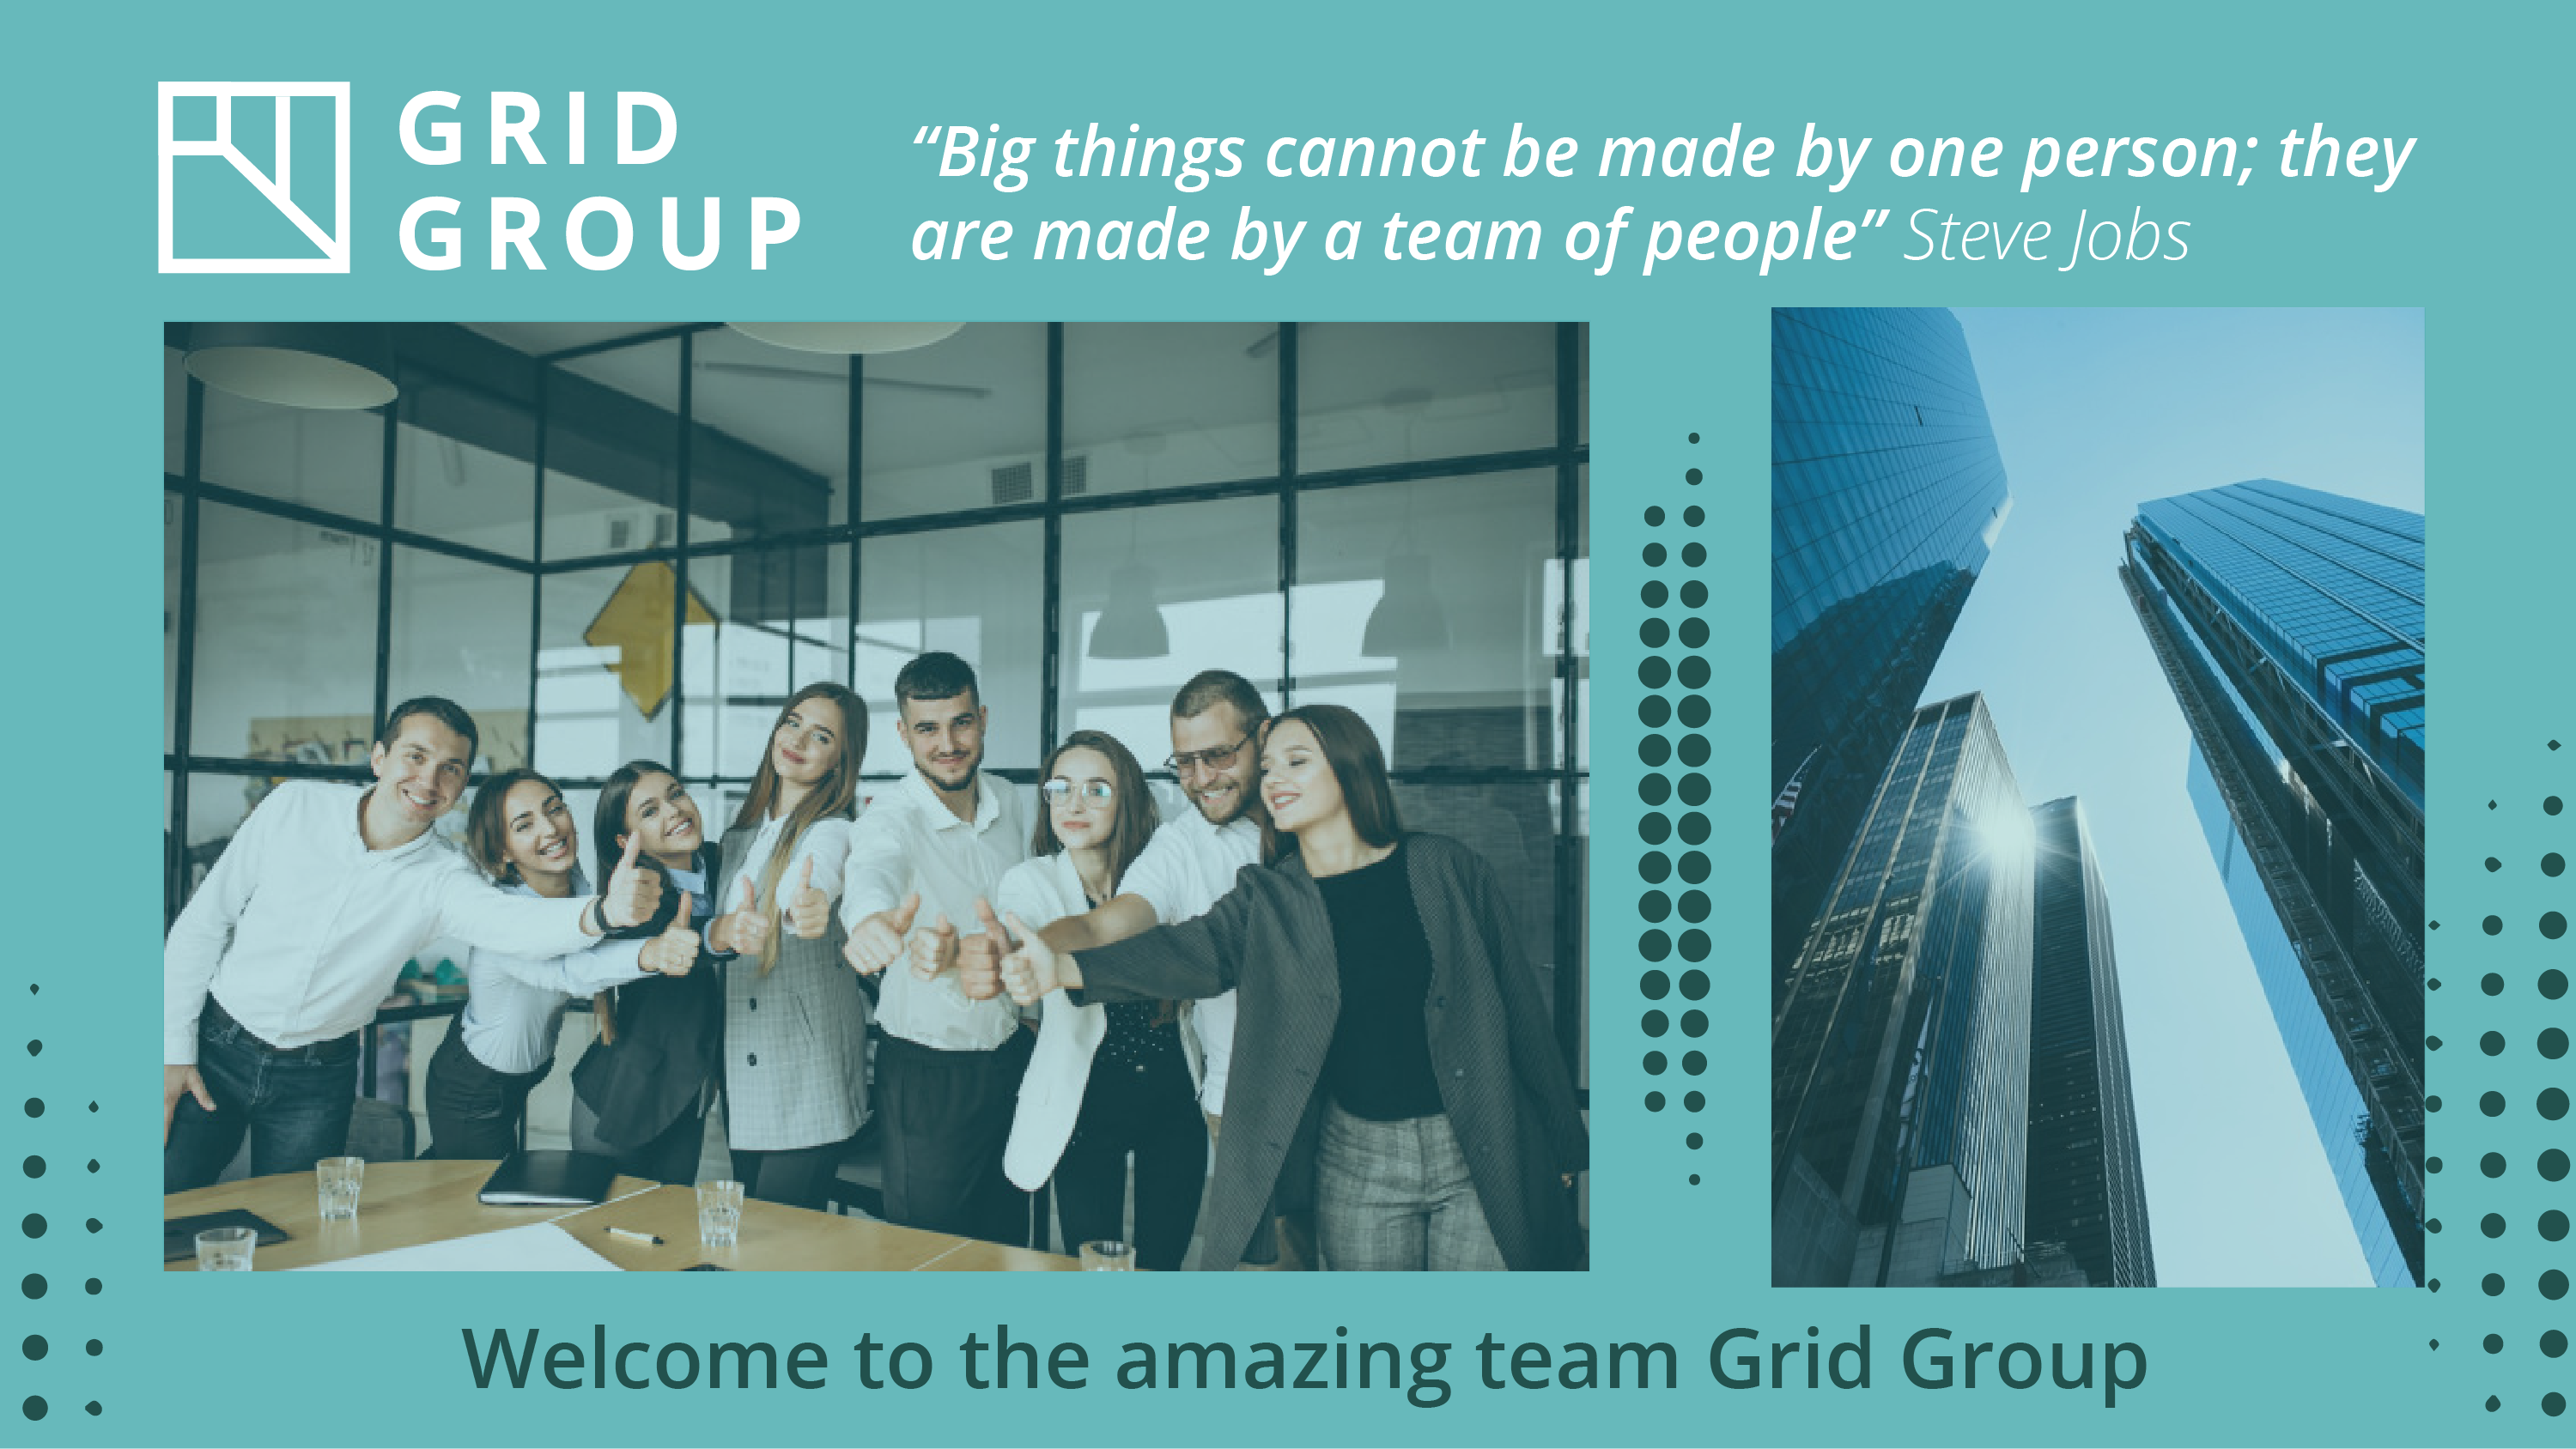 GRID
GROUP
“Big things cannot be made by one person; they
are made by a team of people” Steve Jobs
Welcome to the amazing team Grid Group